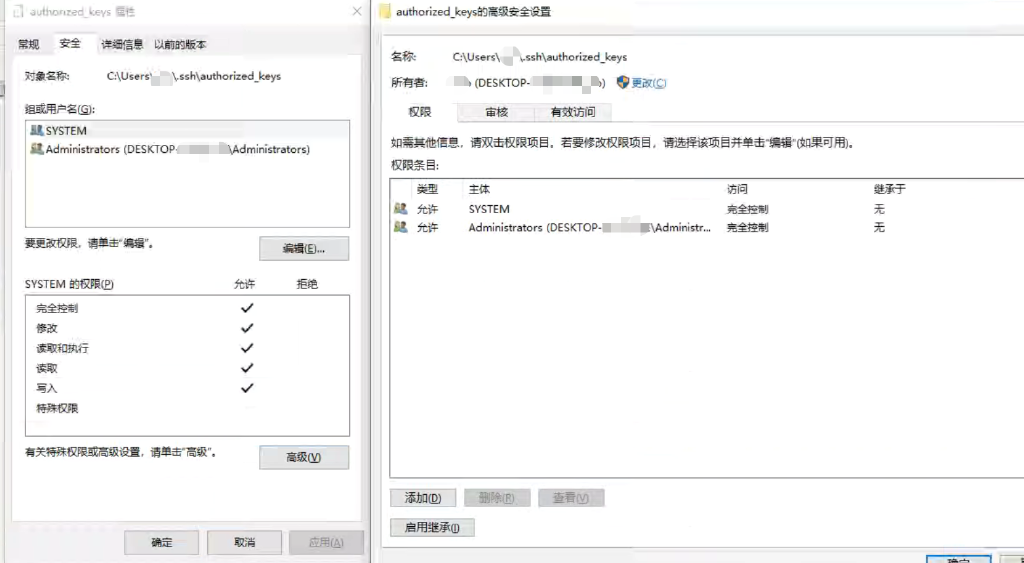 authorized_keys 属性
常规 安全 详细信息 以前的版本
对象名称: C:\Users\ \.ssh\authorized_keys
组或用户名(G):
SYSTEM
Administrators (DESKTOP- \Administrators)
要更改权限，请单击"编辑"。
编辑(E)...
SYSTEM 的权限(P) 允许 拒绝
完全控制
修改
读取和执行
读取
写入
特殊权限
有关特殊权限或高级设置，请单击"高级"。
高级(V)
确定 取消 应用(A)
authorized_keys的高级安全设置
名称: C:\Users\ \.ssh\authorized_keys
所有者: (DESKTOP- ) 更改(C)
权限 审核 有效访问
如需其他信息，请双击权限项目。若要修改权限项目，请选择该项目并单击"编辑"(如果可用)。
权限条目:
类型 主体 访问 继承于
允许 SYSTEM 完全控制 无
允许 Administrators (DESKTOP- \Administr... 完全控制 无
添加(D) 删除(R) 查看(V)
启用继承(I)
确定